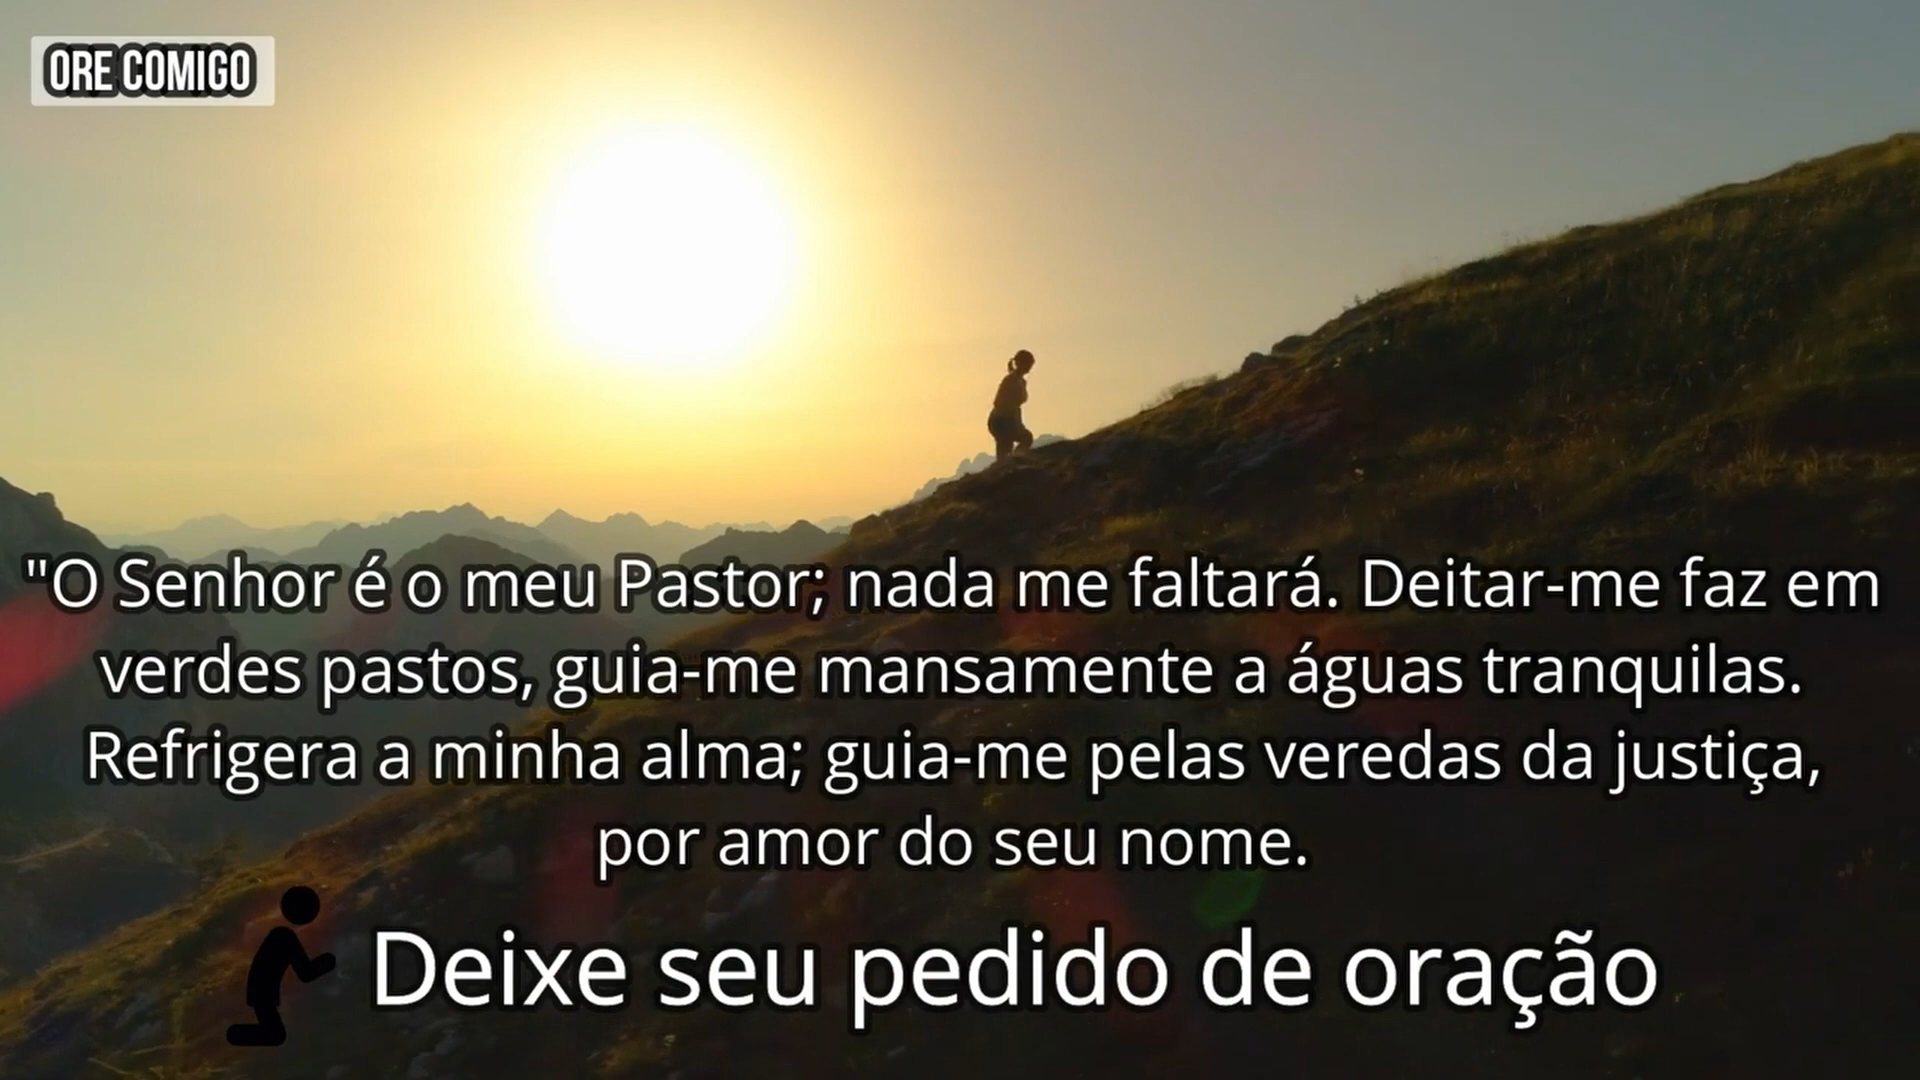 ORE COMIGO
"O Senhor é o meu Pastor; nada me faltará. Deitar-me faz em
verdes pastos, guia-me mansamente a águas tranquilas.
Refrigera a minha alma; guia-me pelas veredas da justiça,
por amor do seu nome.
Deixe seu pedido de oração